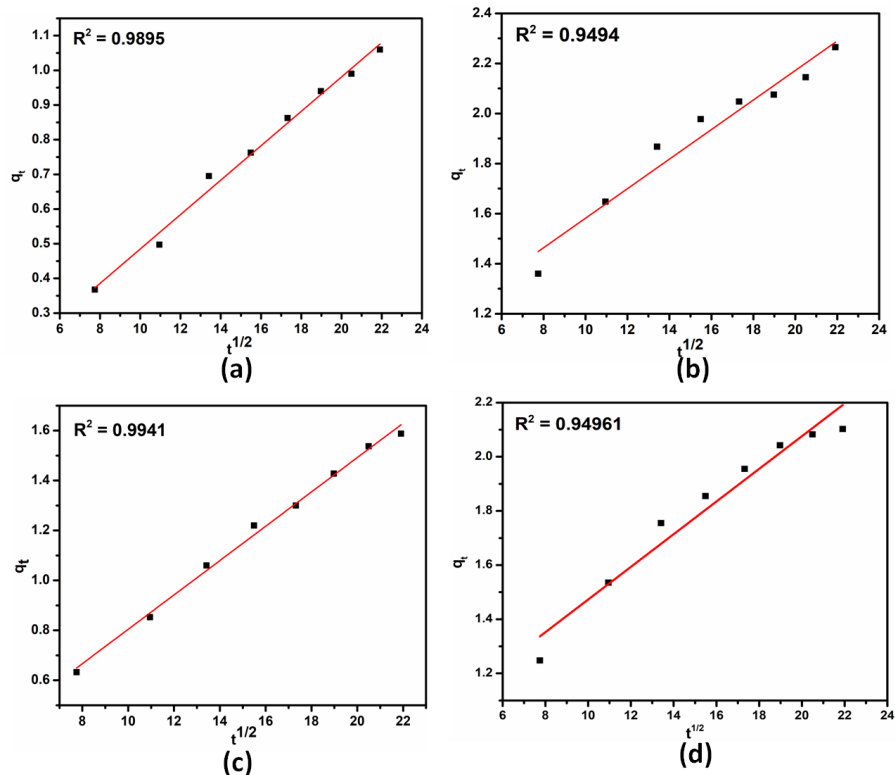 R² = 0.9895
1.1
1.0
0.9
0.8
0.7
0.6
0.5
0.4
0.3
qt
6 8 10 12 14 16 18 20 22 24
t1/2
(a)
R² = 0.9494
2.4
2.2
2.0
1.8
1.6
1.4
1.2
qt
6 8 10 12 14 16 18 20 22 24
t1/2
(b)
R² = 0.9941
1.6
1.4
1.2
1.0
0.8
0.6
qt
8 10 12 14 16 18 20 22
t1/2
(c)
R² = 0.94961
2.2
2.0
1.8
1.6
1.4
1.2
qt
6 8 10 12 14 16 18 20 22 24
t1/2
(d)